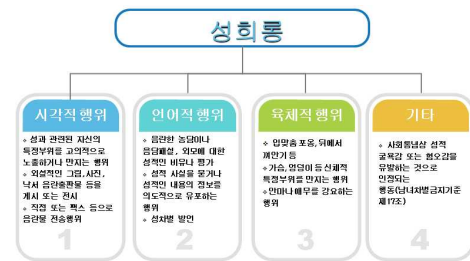 성희롱
시각적 행위
◦ 성과 관련된 자신의
특정부위를 고의적으로
노출하거나 만지는 행위
◦ 외설적인 그림,사진,
낙서 음란출판물 등을
게시 또는 전시
◦ 직접 또는 팩스 등으로
음란물 전송행위
1
언어적 행위
◦ 음란한 농담이나
음담패설, 외모에 대한
성적인 비유나 평가
◦ 성적 사실을 묻거나
성적인 내용의 정보를
의도적으로 유포하는
행위
◦ 성차별 발언
2
육체적 행위
◦ 입맞춤 포옹,뒤에서
껴안기 등
◦ 가슴,엉덩이 등 신체적
특정부위를 만지는 행위
◦ 안마나 애무를 강요하는
행위
3
기타
◦ 사회통념상 성적
굴욕감 또는 혐오감을
유발하는 것으로
인정되는
행동(남녀차별금지기준
제17조)
4